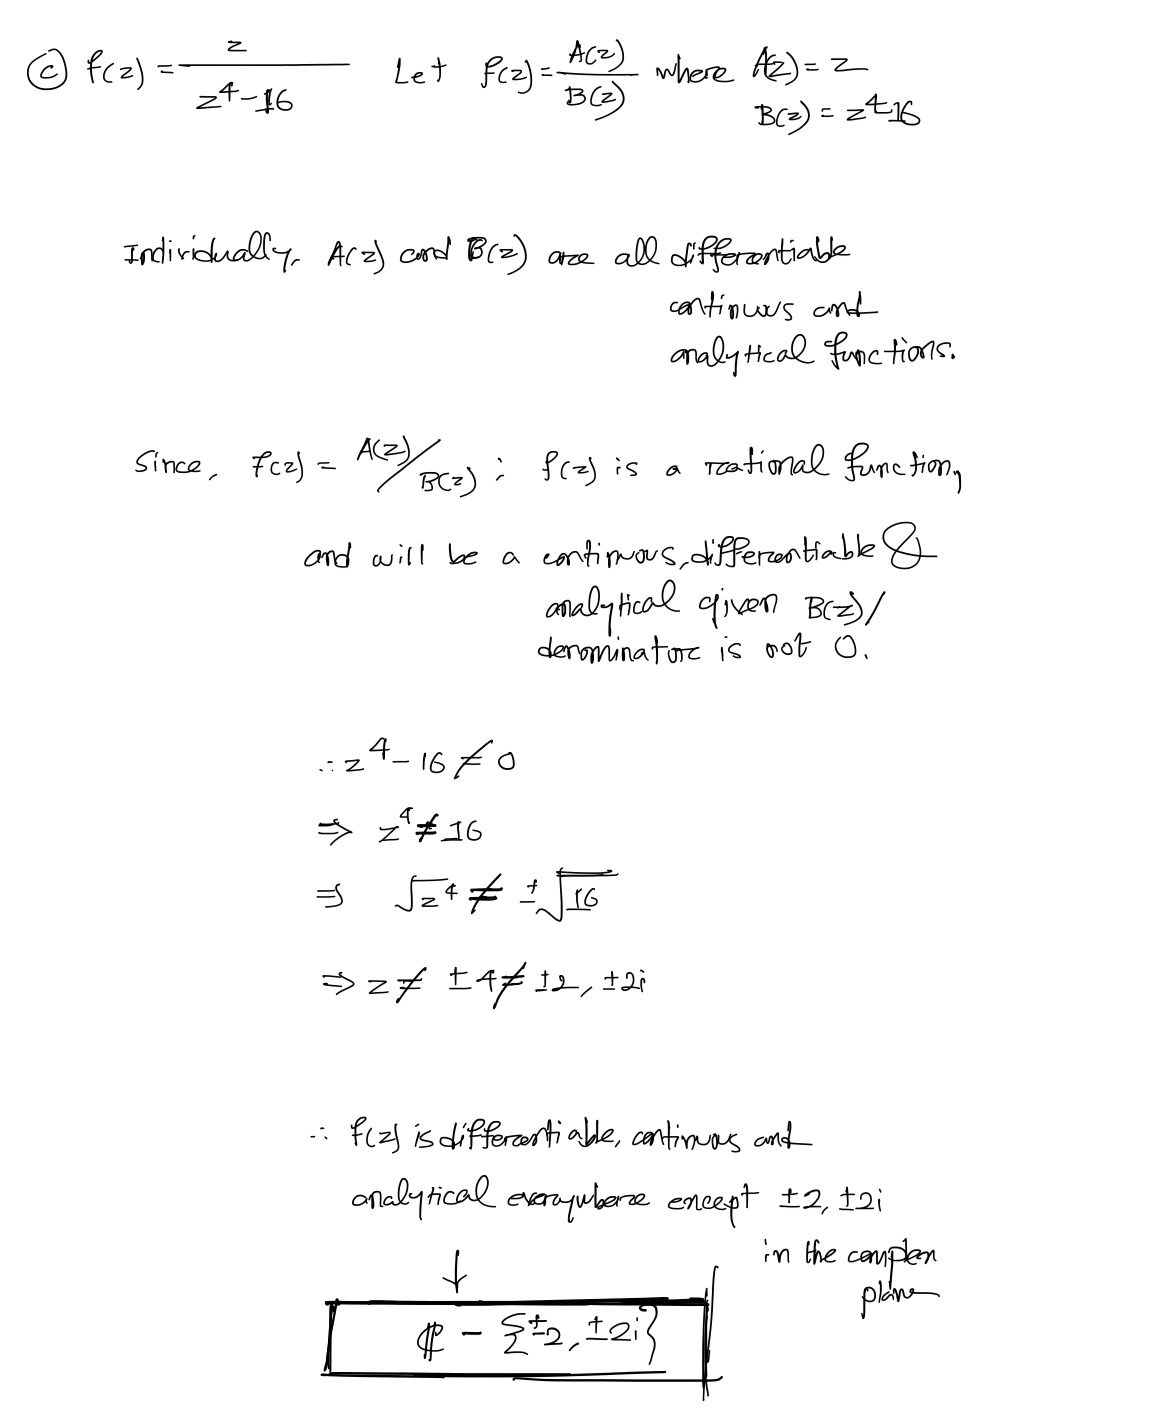 ⓒ f(z) = z / z⁴-16 Let f(z) = A(z) / B(z) where A(z) = z
B(z) = z⁴-16
Individually, A(z) and B(z) are all differentiable
continuous and
analytical functions.
Since, f(z) = A(z)/B(z); f(z) is a rational function,
and will be a continuous, differentiable &
analytical given B(z)/
denominator is not 0.
∴ z⁴ - 16 ≠ 0
⇒ z⁴ ≠ 16
⇒ √z⁴ ≠ ±√16
⇒ z ≠ ±4 ≠ ±2, ±2i
∴ f(z) is differentiable, continuous and
analytical everywhere except ±2, ±2i
in the complex
plane
↓
ℂ - {±2, ±2i}